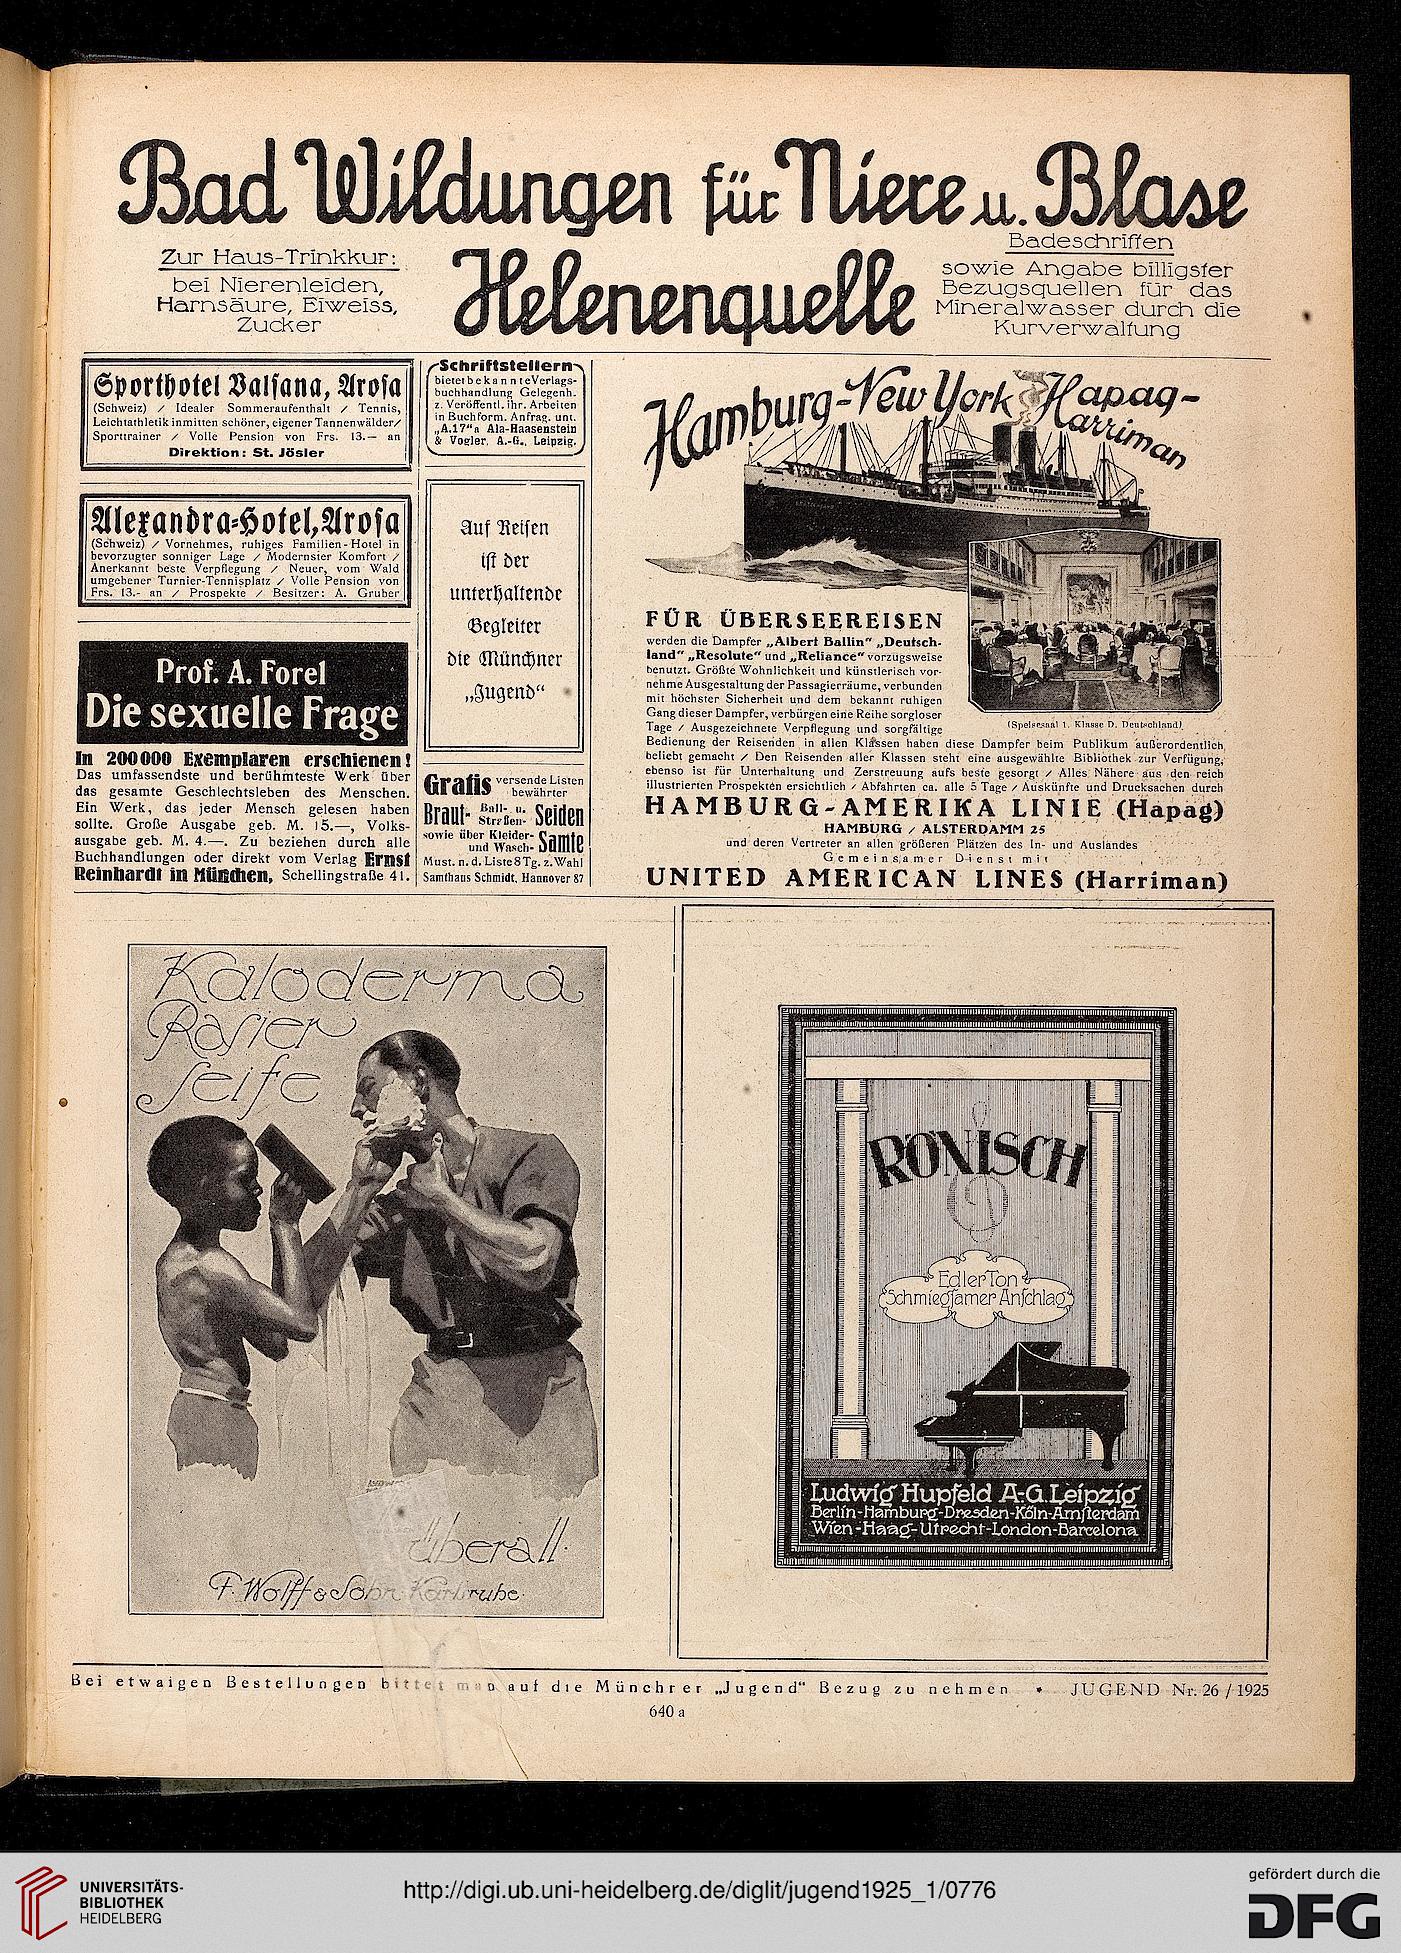 Bad Wildungen für Niere u. Blase
Zur Haus-Trinkkur:
bei Nierenleiden,
Harnsäure, Eiweiss,
Zucker
Helenenquelle
Badeschriften
sowie Angabe billigster
Bezugsquellen für das
Mineralwasser durch die
Kurverwaltung
Sporthotel Valsana, Arosa
(Schweiz) / Idealer Sommeraufenthalt / Tennis,
Leichtathletik inmitten schöner, eigener Tannenwälder /
Sporttrainer / Volle Pension von Frs. 13.— an
Direktion: St. Jösler
Alexandra-Hotel, Arosa
(Schweiz) / Vornehmes, ruhiges Familien-Hotel in
bevorzugter sonniger Lage / Modernster Komfort /
Anerkannt beste Verpflegung / Neuer, vom Wald
umgebener Turnier-Tennisplatz / Volle Pension von
Frs. 13.- an / Prospekte / Besitzer: A. Gruber
Prof. A. Forel
Die sexuelle Frage
In 200000 Exemplaren erschienen!
Das umfassendste und berühmteste Werk über
das gesamte Geschlechtsleben des Menschen.
Ein Werk, das jeder Mensch gelesen haben
sollte. Große Ausgabe geb. M. 15.—, Volks-
ausgabe geb. M. 4.—. Zu beziehen durch alle
Buchhandlungen oder direkt vom Verlag Ernst
Reinhardt in München, Schellingstraße 41.
Schriftstellern
bietet bekannte Verlags-
buchhandlung Gelegenh.
z. Veröffentl. ihr. Arbeiten
in Buchform. Anfrag. unt.
„A.17“ a Ala-Haasenstein
& Vogler, A.-G., Leipzig.
Auf Reisen
ist der
unterhaltende
Begleiter
die Münchner
„Jugend“
Gratis versende Listen
bewährter
Braut- Ball- u. Straßen- Seiden
sowie über Kleider-
und Wasch- Samte
Must. n. d. Liste 8 Tg. z. Wahl
Samthaus Schmidt, Hannover 87
Hamburg-New York Hapag-
Harriman
FÜR ÜBERSEEREISEN
werden die Dampfer „Albert Ballin“ „Deutsch-
land“ „Resolute“ und „Reliance“ vorzugsweise
benutzt. Größte Wohnlichkeit und künstlerisch vor-
nehme Ausgestaltung der Passagierräume, verbunden
mit höchster Sicherheit und dem bekannt ruhigen
Gang dieser Dampfer, verbürgen eine Reihe sorgloser
Tage / Ausgezeichnete Verpflegung und sorgfältige
(Speisesaal 1. Klasse D. Deutschland)
Bedienung der Reisenden in allen Klassen haben diese Dampfer beim Publikum außerordentlich
beliebt gemacht / Den Reisenden aller Klassen steht eine ausgewählte Bibliothek zur Verfügung,
ebenso ist für Unterhaltung und Zerstreuung aufs beste gesorgt / Alles Nähere aus den reich
illustrierten Prospekten ersichtlich / Abfahrten ca. alle 5 Tage / Auskünfte und Drucksachen durch
HAMBURG-AMERIKA LINIE (Hapag)
HAMBURG / ALSTERDAMM 25
und deren Vertreter an allen größeren Plätzen des In- und Auslandes
Gemeinsamer Dienst mit
UNITED AMERICAN LINES (Harriman)
Kaloderma
Rasier
seife
überall.
F. Wolff & Sohn Karlsruhe.
RÖNISCH
Edler Ton
Schmiegsamer Anschlag
Ludwig Hupfeld A-G. Leipzig
Berlin-Hamburg-Dresden-Köln-Amsterdam
Wien-Haag-Utrecht-London-Barcelona
Bei etwaigen Bestellungen bittet man auf die Münchner „Jugend“ Bezug zu nehmen • JUGEND Nr. 26 / 1925
640 a
UNIVERSITÄTS-
BIBLIOTHEK
HEIDELBERG
http://digi.ub.uni-heidelberg.de/diglit/jugend1925_1/0776
gefördert durch die
DFG